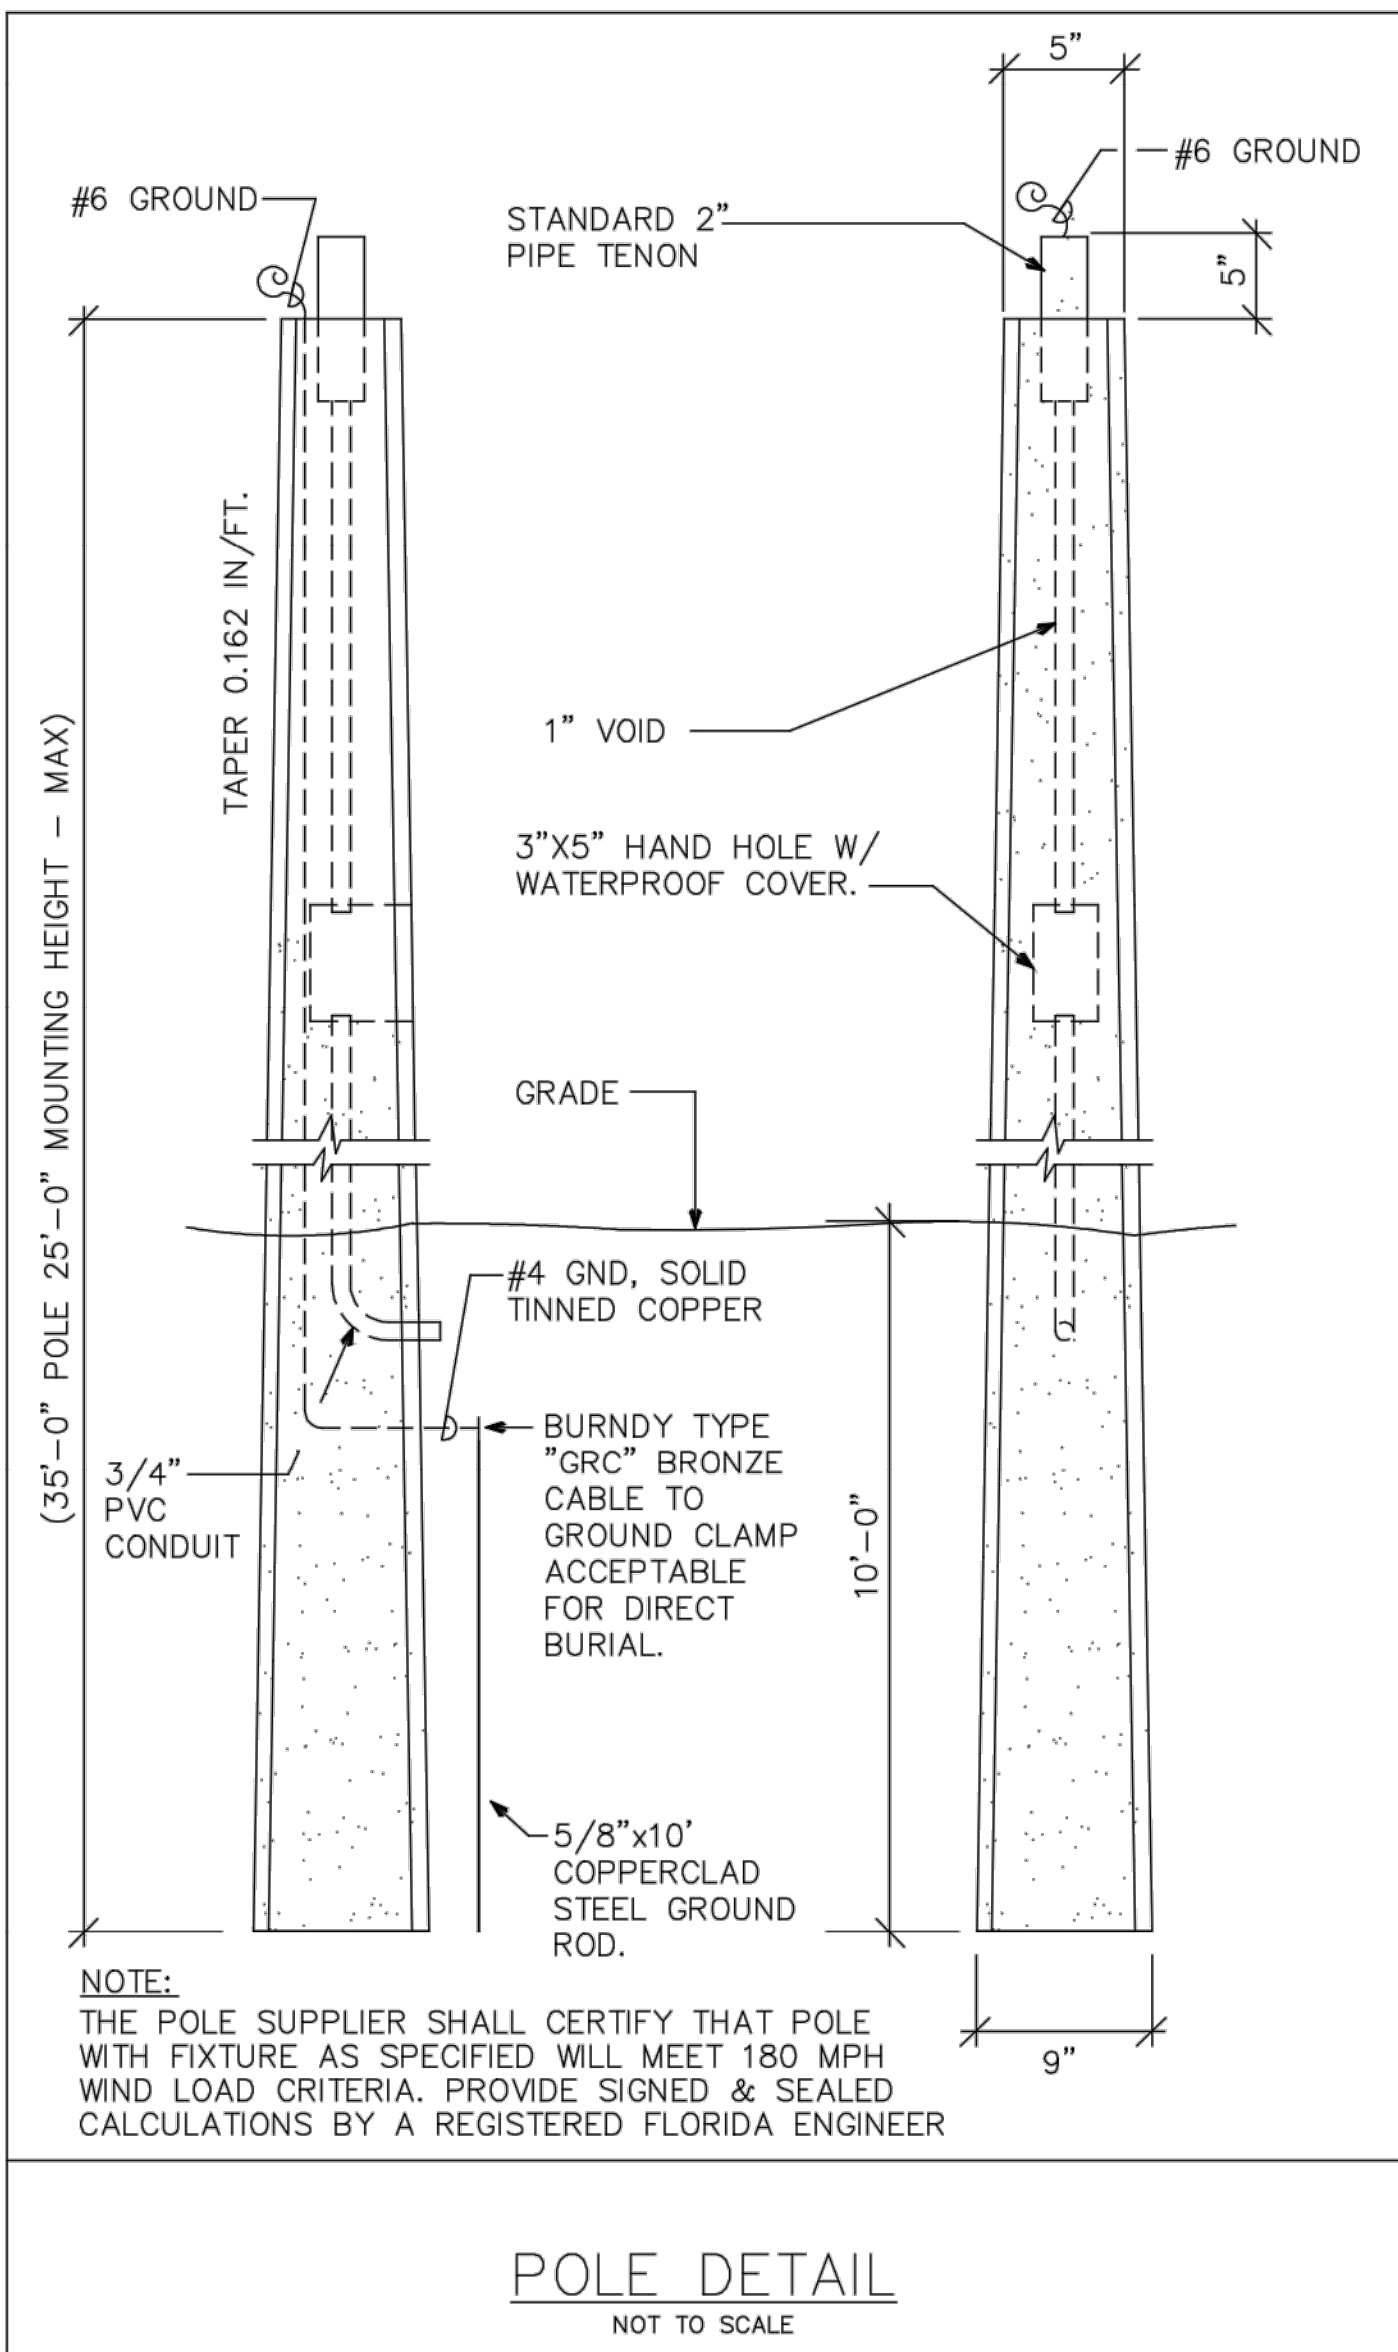 5”
#6 GROUND
#6 GROUND
STANDARD 2”
PIPE TENON
5”
TAPER 0.162 IN/FT.
1” VOID
3”X5” HAND HOLE W/
WATERPROOF COVER.
(35'-0” POLE 25'-0” MOUNTING HEIGHT - MAX)
GRADE
#4 GND, SOLID
TINNED COPPER
BURNDY TYPE
”GRC” BRONZE
CABLE TO
GROUND CLAMP
ACCEPTABLE
FOR DIRECT
BURIAL.
3/4”
PVC
CONDUIT
10'-0”
5/8”x10'
COPPERCLAD
STEEL GROUND
ROD.
NOTE:
THE POLE SUPPLIER SHALL CERTIFY THAT POLE
WITH FIXTURE AS SPECIFIED WILL MEET 180 MPH
WIND LOAD CRITERIA. PROVIDE SIGNED & SEALED
CALCULATIONS BY A REGISTERED FLORIDA ENGINEER
9”
POLE DETAIL
NOT TO SCALE